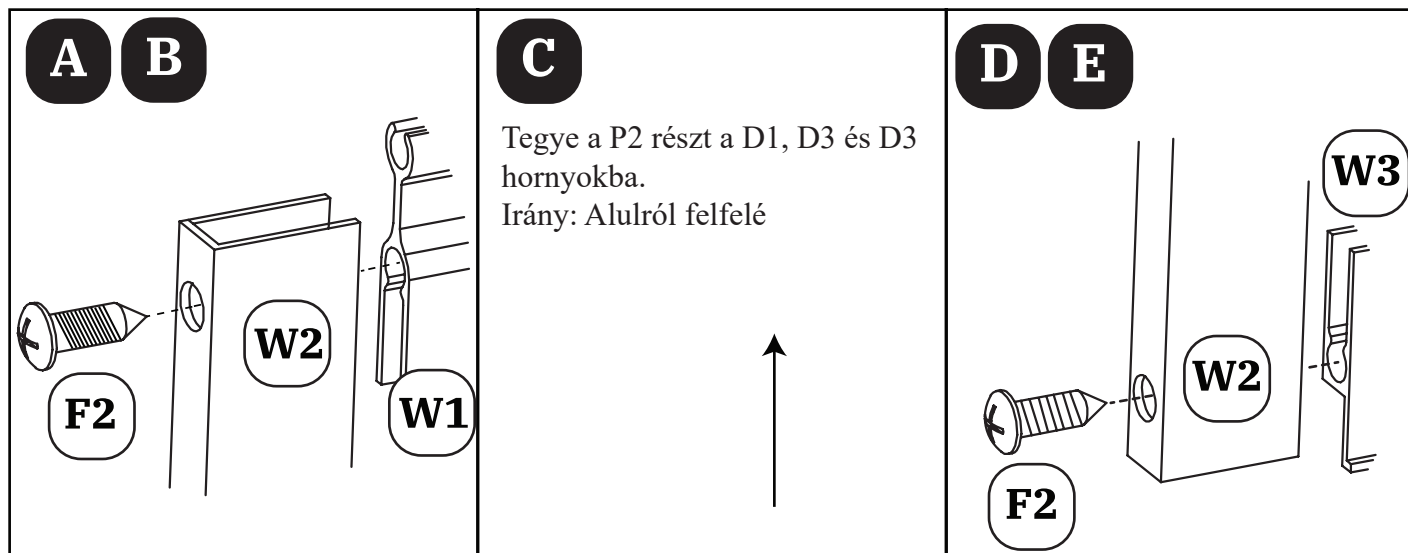 A B
F2
W2
W1
C
Tegye a P2 részt a D1, D3 és D3
hornyokba.
Irány: Alulról felfelé
D E
W3
W2
F2